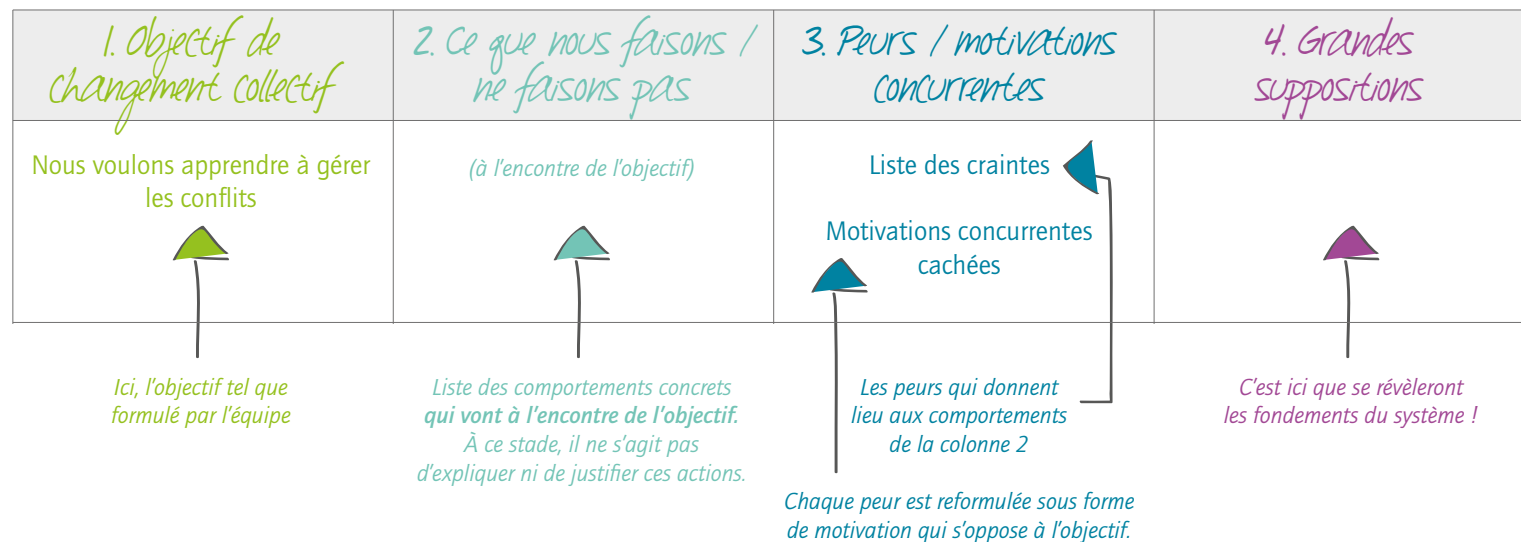 1. Objectif de
changement collectif
2. Ce que nous faisons /
ne faisons pas
3. Peurs / motivations
concurrentes
4. Grandes
suppositions
Nous voulons apprendre à gérer
les conflits
(à l'encontre de l'objectif)
Liste des craintes
Motivations concurrentes
cachées
Ici, l'objectif tel que
formulé par l'équipe
Liste des comportements concrets
qui vont à l'encontre de l'objectif.
À ce stade, il ne s'agit pas
d'expliquer ni de justifier ces actions.
Les peurs qui donnent
lieu aux comportements
de la colonne 2
Chaque peur est reformulée sous forme
de motivation qui s'oppose à l'objectif.
C'est ici que se révèleront
les fondements du système !